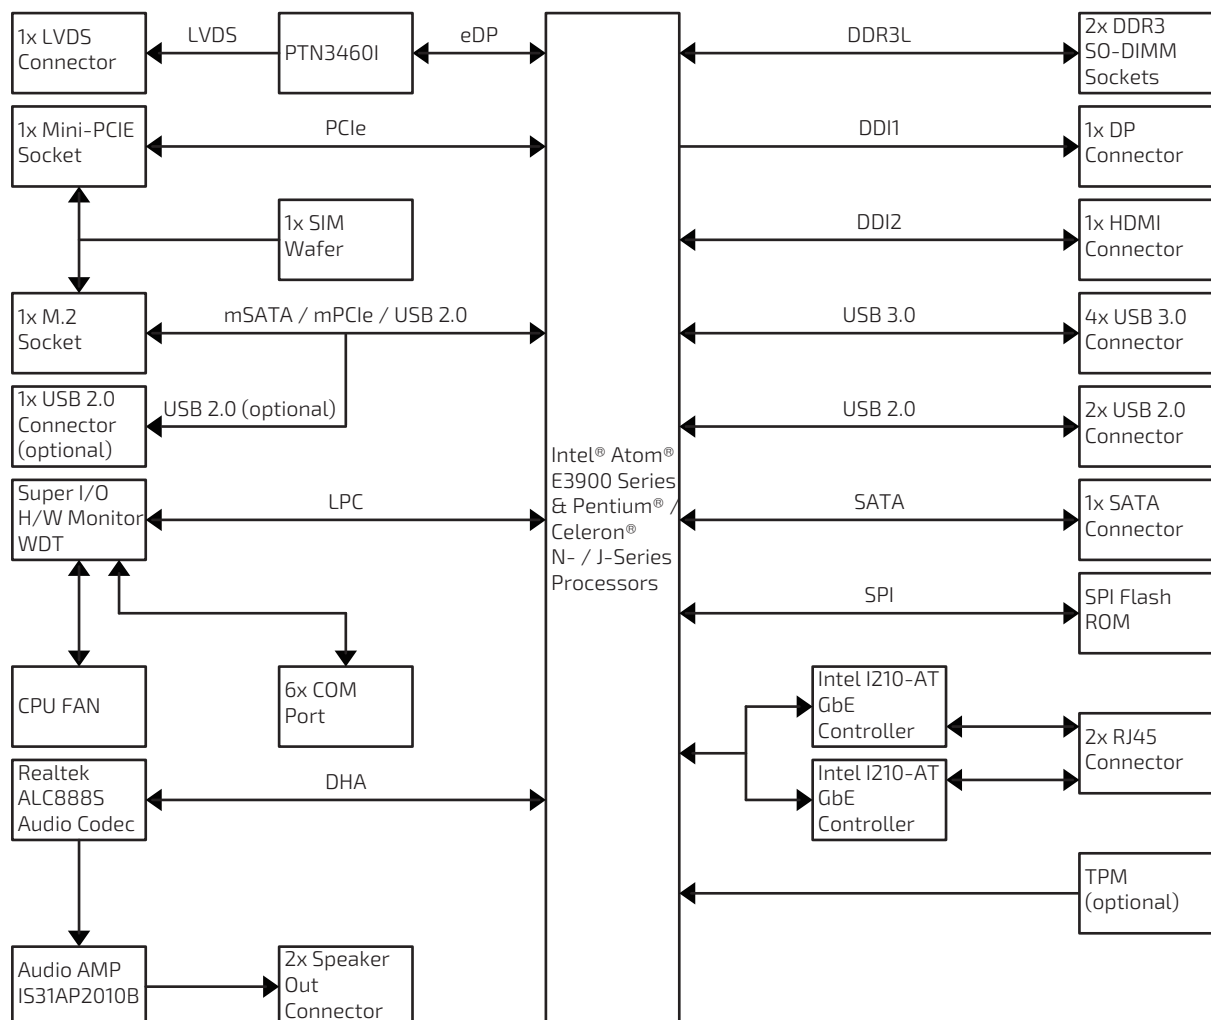 1x LVDS
Connector
LVDS
PTN3460I
eDP
DDR3L
2x DDR3
SO-DIMM
Sockets
1x Mini-PCIE
Socket
PCIe
DDI1
1x DP
Connector
1x SIM
Wafer
DDI2
1x HDMI
Connector
1x M.2
Socket
mSATA / mPCIe / USB 2.0
USB 3.0
4x USB 3.0
Connector
1x USB 2.0
Connector
(optional)
USB 2.0 (optional)
USB 2.0
2x USB 2.0
Connector
Intel® Atom®
E3900 Series
& Pentium® /
Celeron®
N- / J-Series
Processors
Super I/O
H/W Monitor
WDT
LPC
SATA
1x SATA
Connector
SPI
SPI Flash
ROM
CPU FAN
6x COM
Port
Intel I210-AT
GbE
Controller
2x RJ45
Connector
Realtek
ALC888S
Audio Codec
DHA
Intel I210-AT
GbE
Controller
TPM
(optional)
Audio AMP
IS31AP2010B
2x Speaker
Out
Connector